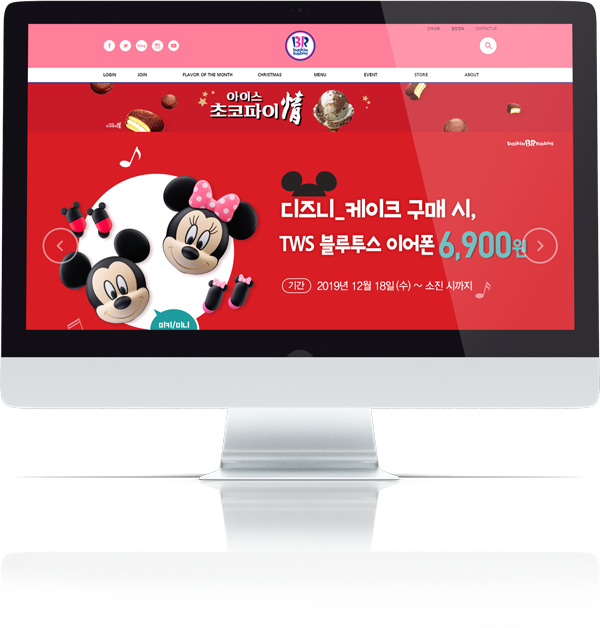 고객센터 매장정보 CONTACT US
BR
baskin
robbins
LOGIN JOIN FLAVOR OF THE MONTH CHRISTMAS MENU EVENT STORE ABOUT
아이스
초코파이 情
baskin BR robbins
디즈니_케이크 구매 시,
TWS 블루투스 이어폰 6,900원
기간 2019년 12월 18일(수) ~ 소진 시까지
미키/미니